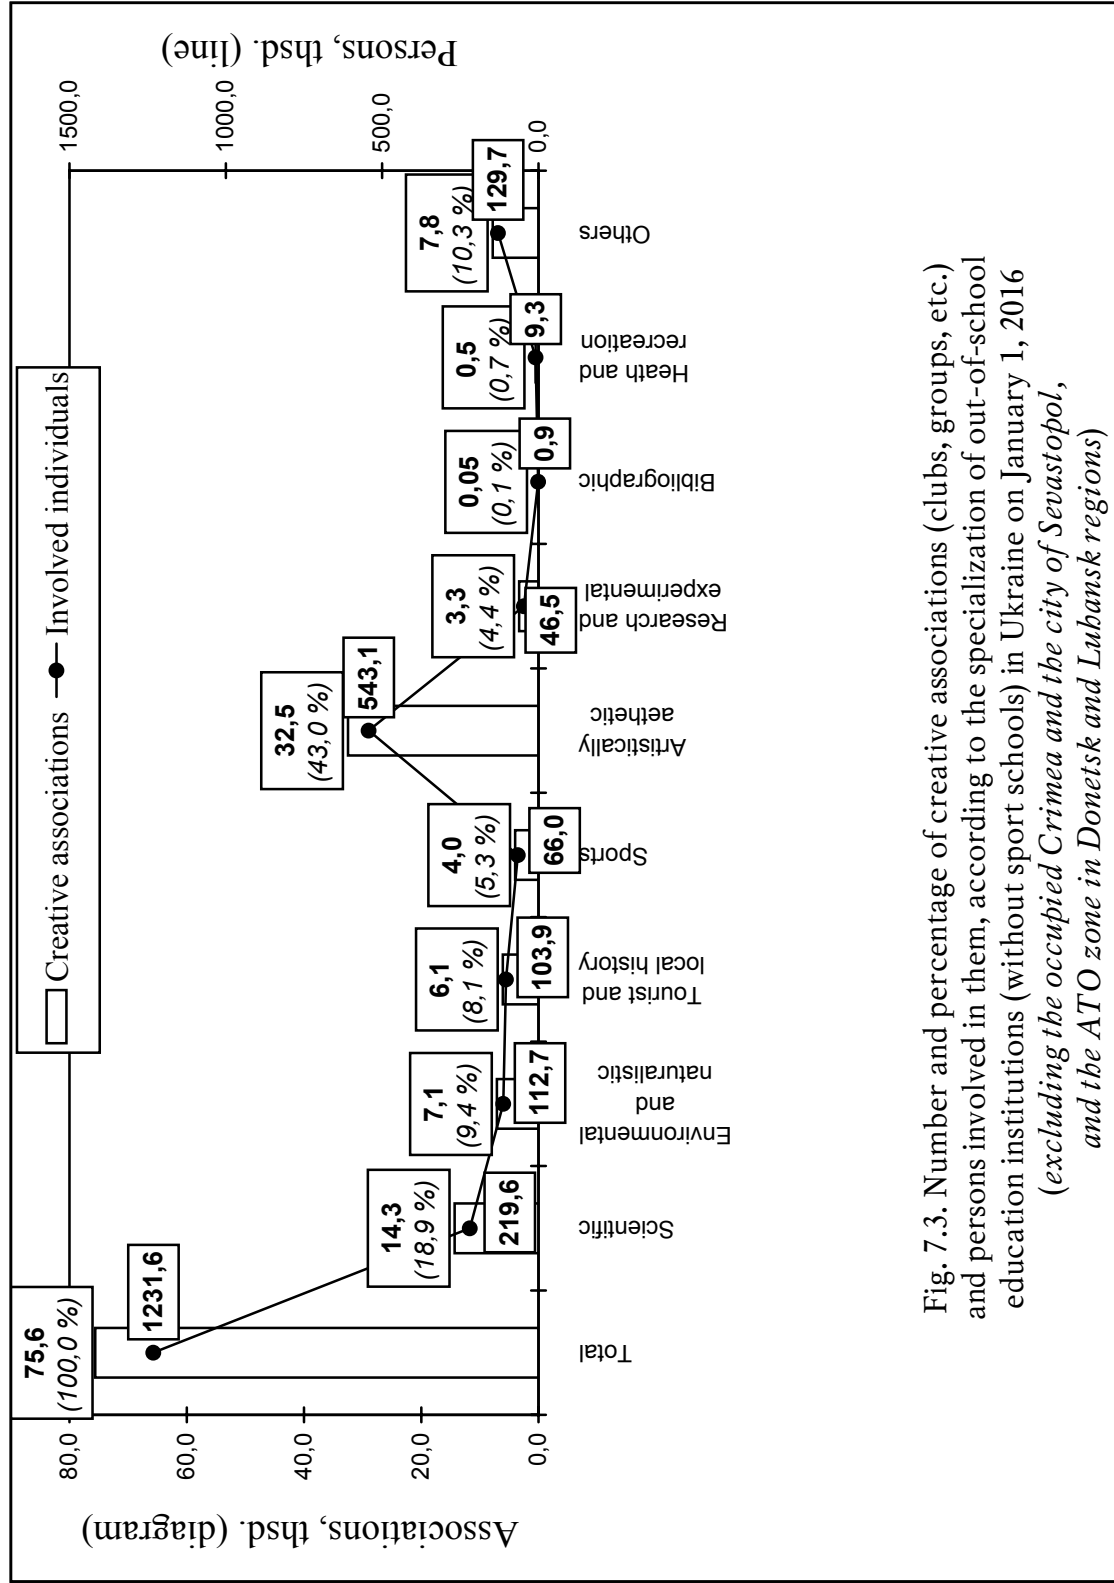 Creative associations
Involved individuals
Associations, thsd. (diagram)
80,0
60,0
40,0
20,0
0,0
Persons, thsd. (line)
1500,0
1000,0
500,0
0,0
75,6
(100,0 %)
1231,6
14,3
(18,9 %)
219,6
7,1
(9,4 %)
112,7
6,1
(8,1 %)
103,9
4,0
(5,3 %)
66,0
32,5
(43,0 %)
543,1
3,3
(4,4 %)
46,5
0,05
(0,1 %)
0,9
0,5
(0,7 %)
9,3
7,8
(10,3 %)
129,7
Total
Scientific
Environmental
and
naturalistic
Tourist and
local history
Sports
Artistically
aethetic
Research and
experimental
Bibliographic
Heath and
recreation
Others
Fig. 7.3. Number and percentage of creative associations (clubs, groups, etc.)
and persons involved in them, according to the specialization of out-of-school
education institutions (without sport schools) in Ukraine on January 1, 2016
(excluding the occupied Crimea and the city of Sevastopol,
and the ATO zone in Donetsk and Luhansk regions)